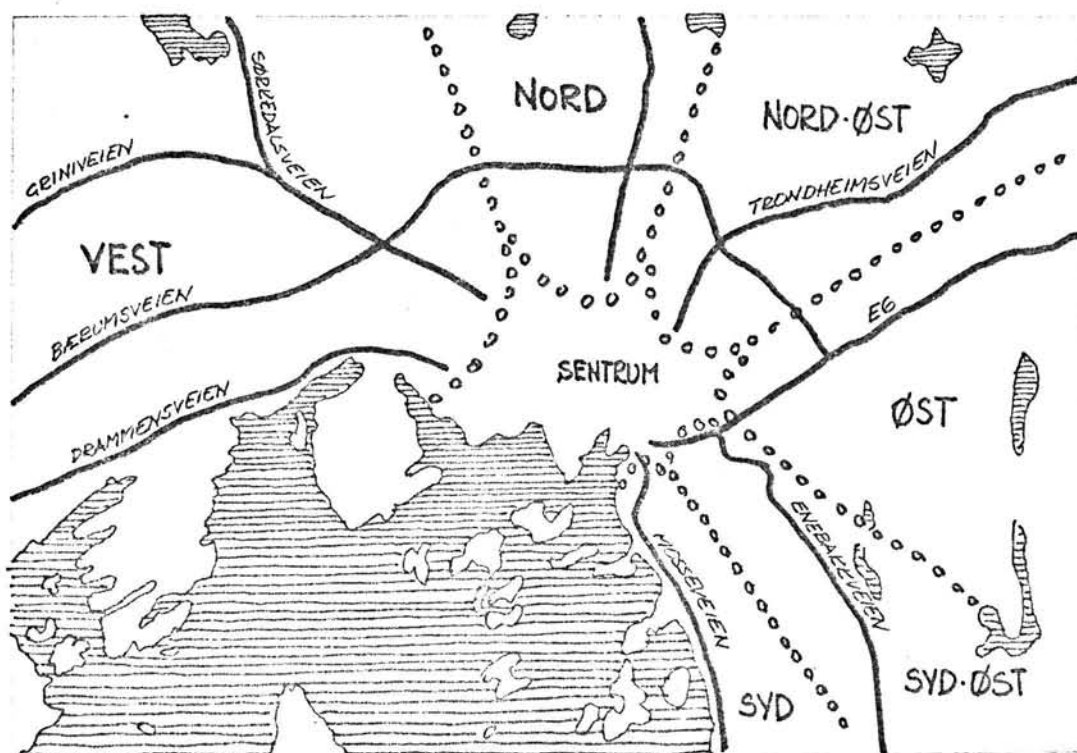 NORD
NORD·ØST
SØRKEDALSVEIEN
GRINIVEIEN
TRONDHEIMSVEIEN
VEST
BÆRUMSVEIEN
E6
SENTRUM
DRAMMENSVEIEN
ØST
MOSSEVEIEN
ENEBAKKVEIEN
SYD
SYD·ØST